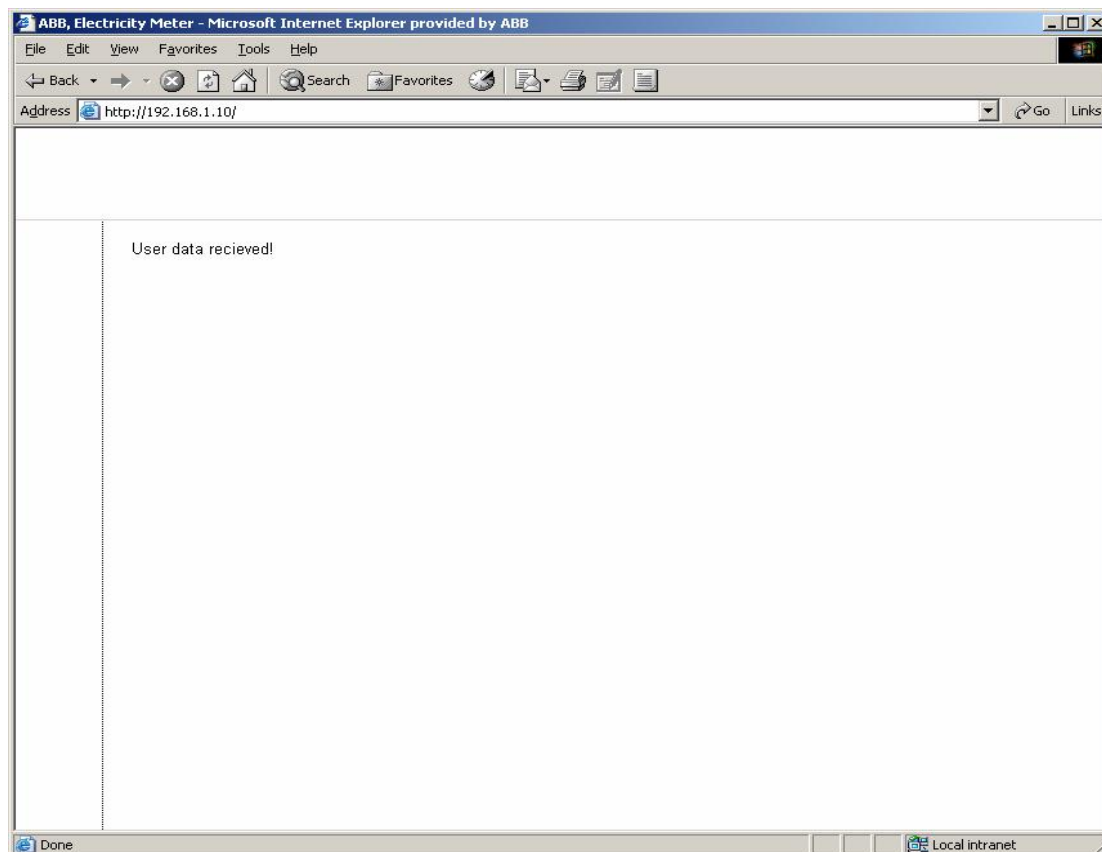 ABB, Electricity Meter - Microsoft Internet Explorer provided by ABB
File Edit View Favorites Tools Help
Back Search Favorites
Address http://192.168.1.10/ Go Links
User data recieved!
Done Local intranet